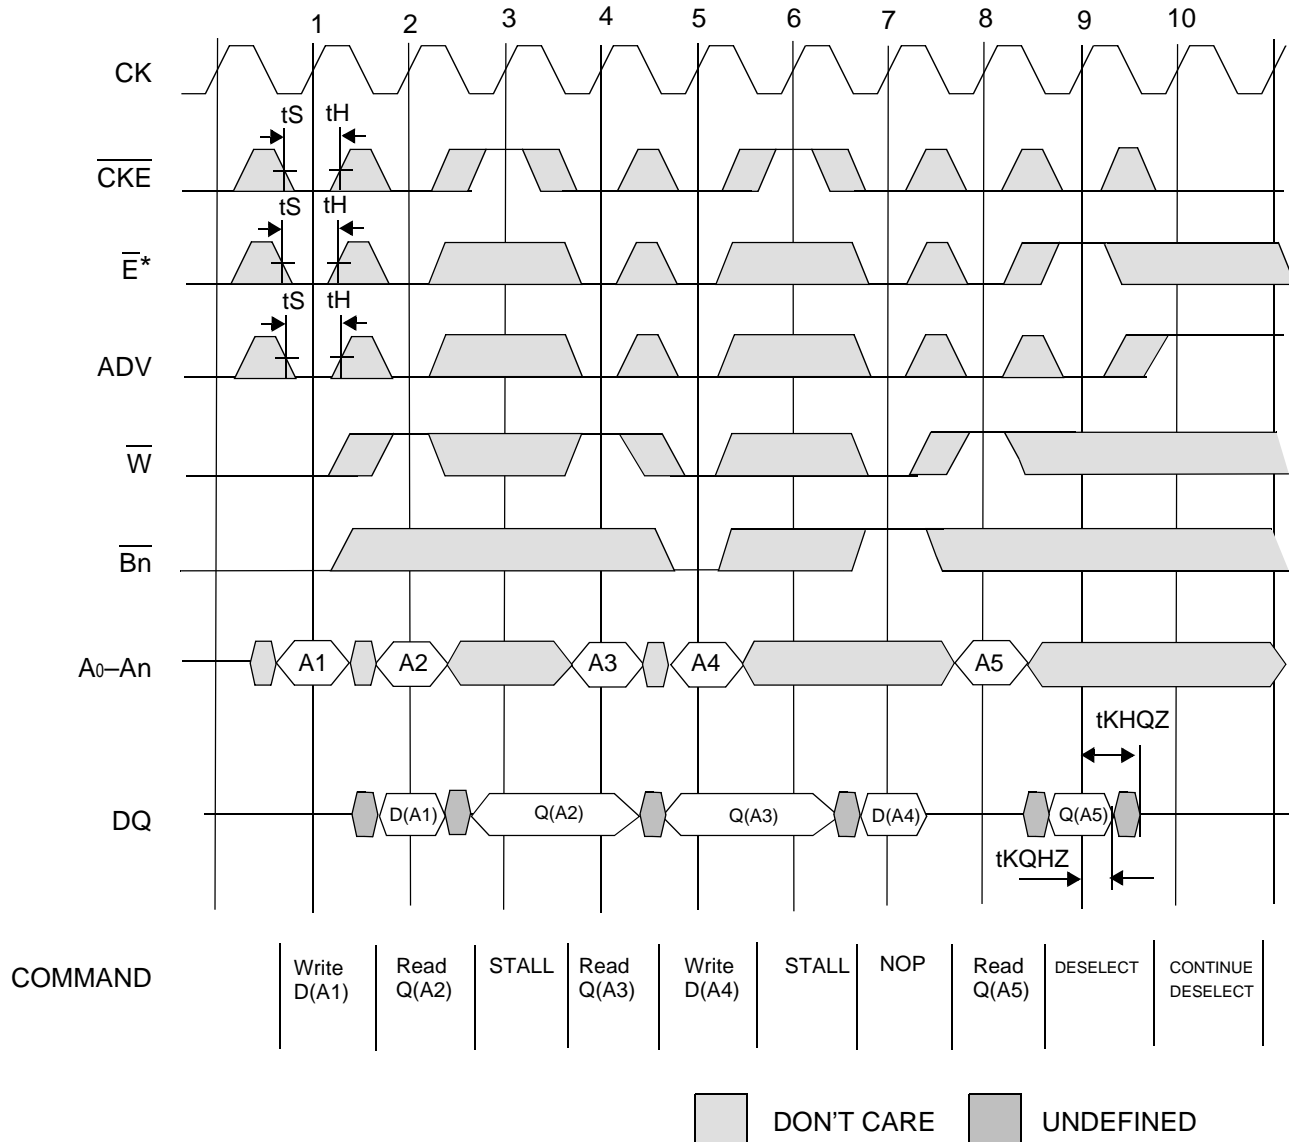 1 2 3 4 5 6 7 8 9 10
CK
tS tH
CKE
tS tH
E*
tS tH
ADV
W
Bn
A0–An A1 A2 A3 A4 A5
tKHQZ
DQ D(A1) Q(A2) Q(A3) D(A4) Q(A5)
tKQHZ
COMMAND
Write
D(A1)
Read
Q(A2)
STALL
Read
Q(A3)
Write
D(A4)
STALL
NOP
Read
Q(A5)
DESELECT
CONTINUE
DESELECT
DON'T CARE
UNDEFINED